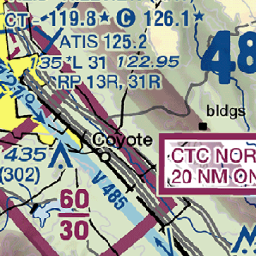 CT - 119.8★ C 126.1★
ATIS 125.2
135 *L 31 122.95
RP 13R, 31R
48
bldgs
219°
Coyote
435
(302)
V 485
CTC NOR
20 NM ON
60
30